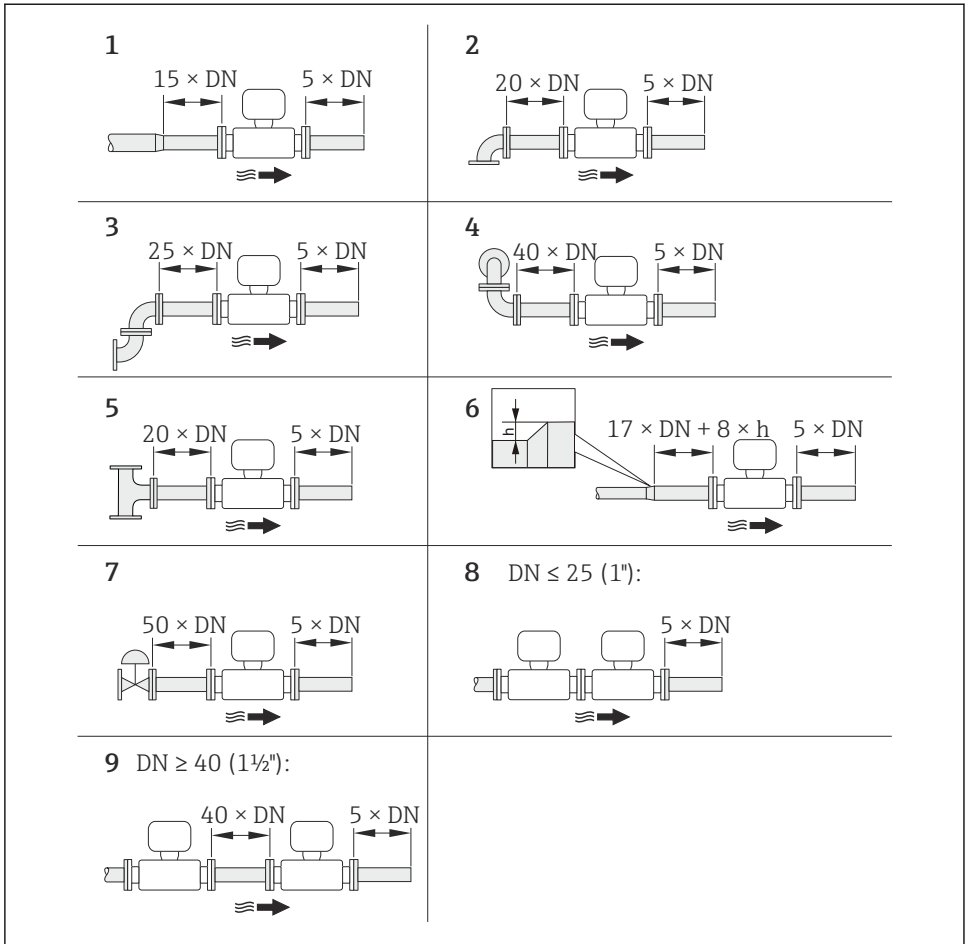 1
15 × DN
5 × DN
2
20 × DN
5 × DN
3
25 × DN
5 × DN
4
40 × DN
5 × DN
5
20 × DN
5 × DN
6
h
17 × DN + 8 × h
5 × DN
7
50 × DN
5 × DN
8 DN ≤ 25 (1"):
5 × DN
9 DN ≥ 40 (1½"):
40 × DN
5 × DN